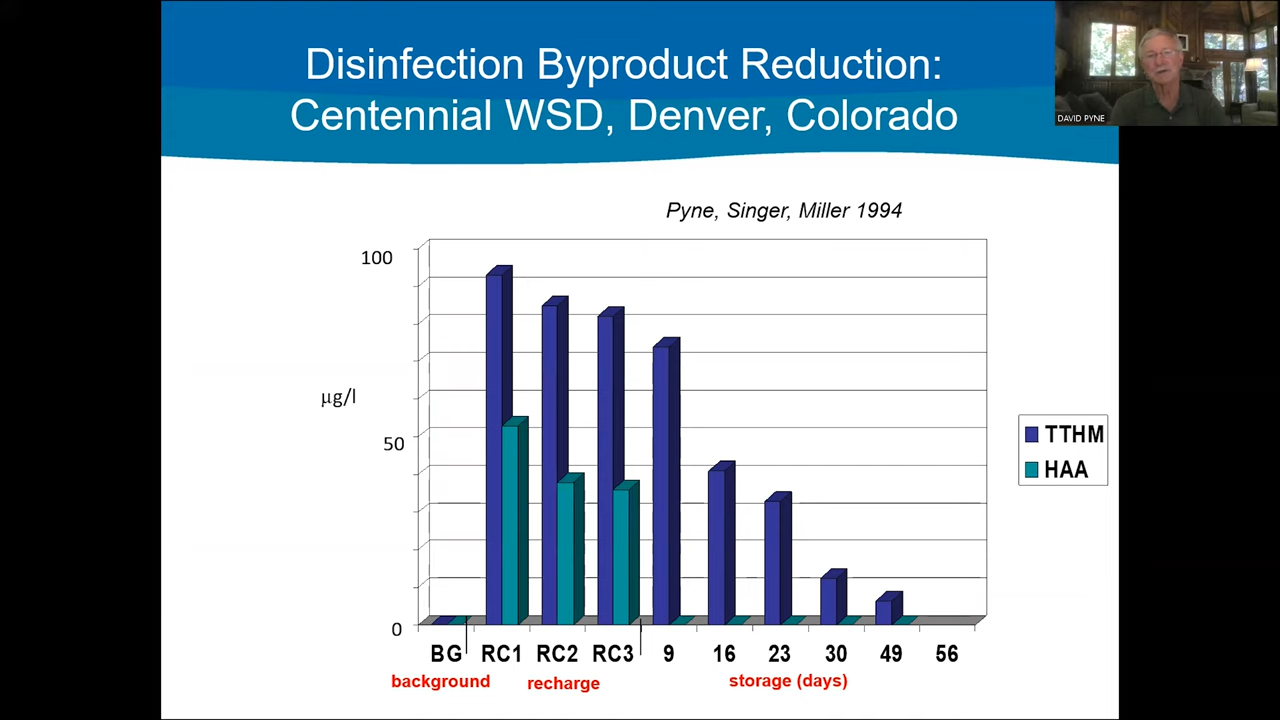 Disinfection Byproduct Reduction:
Centennial WSD, Denver, Colorado
DAVID PYNE
Pyne, Singer, Miller 1994
100
µg/l
50
0
TTHM
HAA
BG RC1 RC2 RC3 9 16 23 30 49 56
background recharge storage (days)